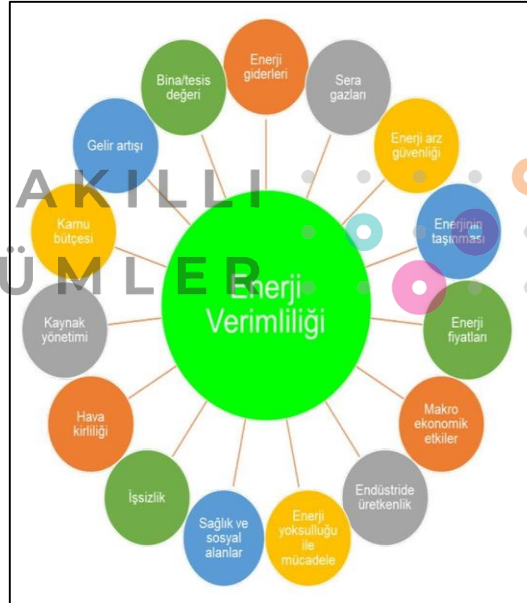 Enerji
giderleri
Sera
gazları
Enerji arz
güvenliği
Enerjinin
taşınması
Enerji
fiyatları
Makro
ekonomik
etkiler
Endüstride
üretkenlik
Enerji
yoksulluğu
ile
mücadele
Sağlık ve
sosyal
alanlar
İşsizlik
Hava
kirliliği
Kaynak
yönetimi
Kamu
bütçesi
Gelir artışı
Bina/tesis
değeri
Enerji
Verimliliği
AKILLI
ÜMLER